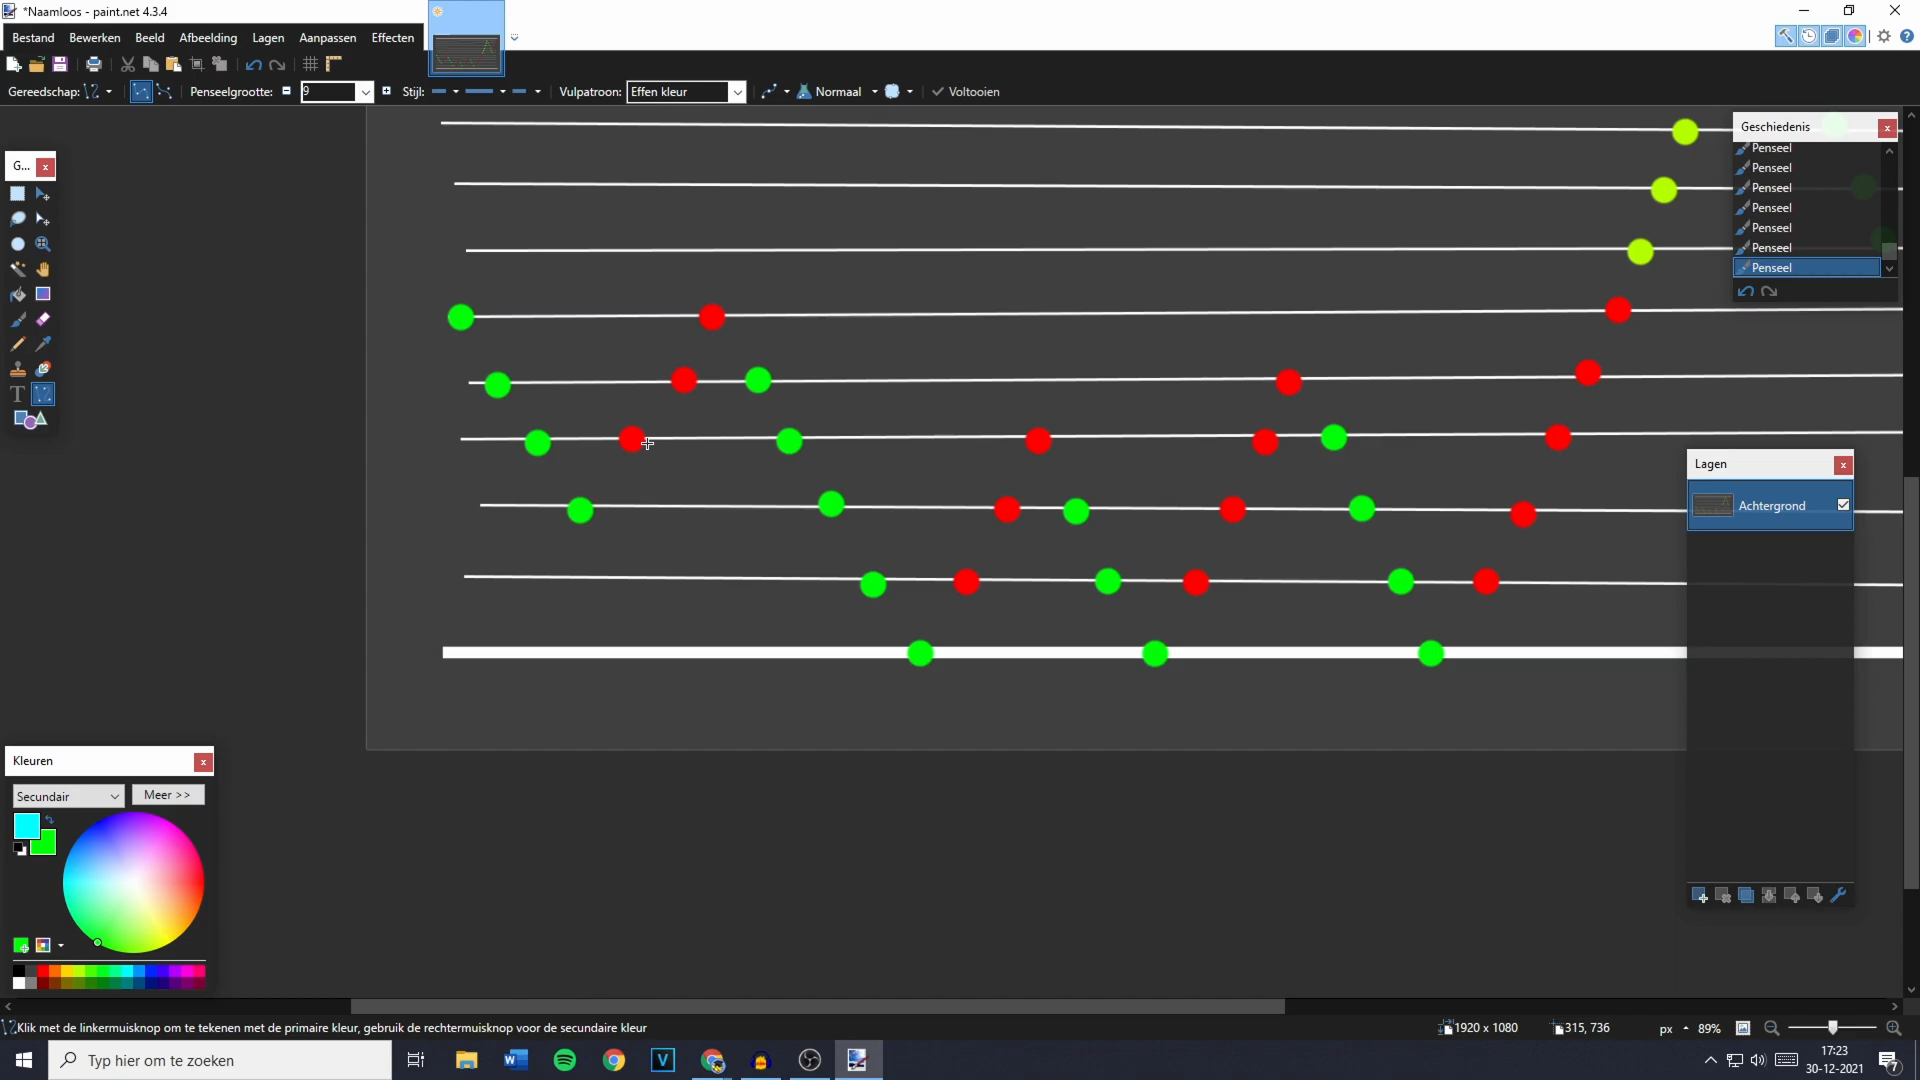 *Naamloos - paint.net 4.3.4
Bestand Bewerken Beeld Afbeelding Lagen Aanpassen Effecten
Gereedschap: Penseelgrootte: 9 Stijl: Vulpatroon: Effen kleur Normaal Voltooien
Geschiedenis
G...
Penseel
Penseel
Penseel
Penseel
Penseel
Penseel
Penseel
Lagen
Achtergrond
Kleuren
Secundair Meer >>
Klik met de linkermuisknop om te tekenen met de primaire kleur, gebruik de rechtermuisknop voor de secundaire kleur
1920 x 1080 315, 736 px 89%
Typ hier om te zoeken
17:23
30-12-2021
7